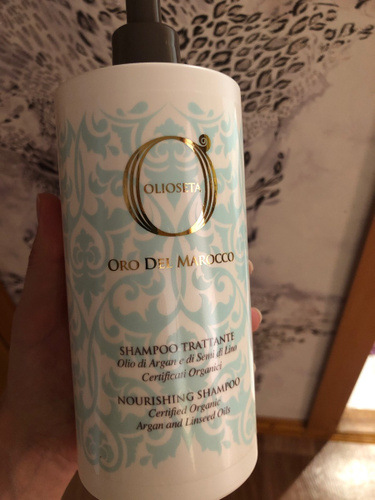 OLIOSETA
ORO DEL MAROCCO
SHAMPOO TRATTANTE
Olio di Argan e di Semi di Lino
Certificati Organici
NOURISHING SHAMPOO
Certified Organic
Argan and Linseed Oils